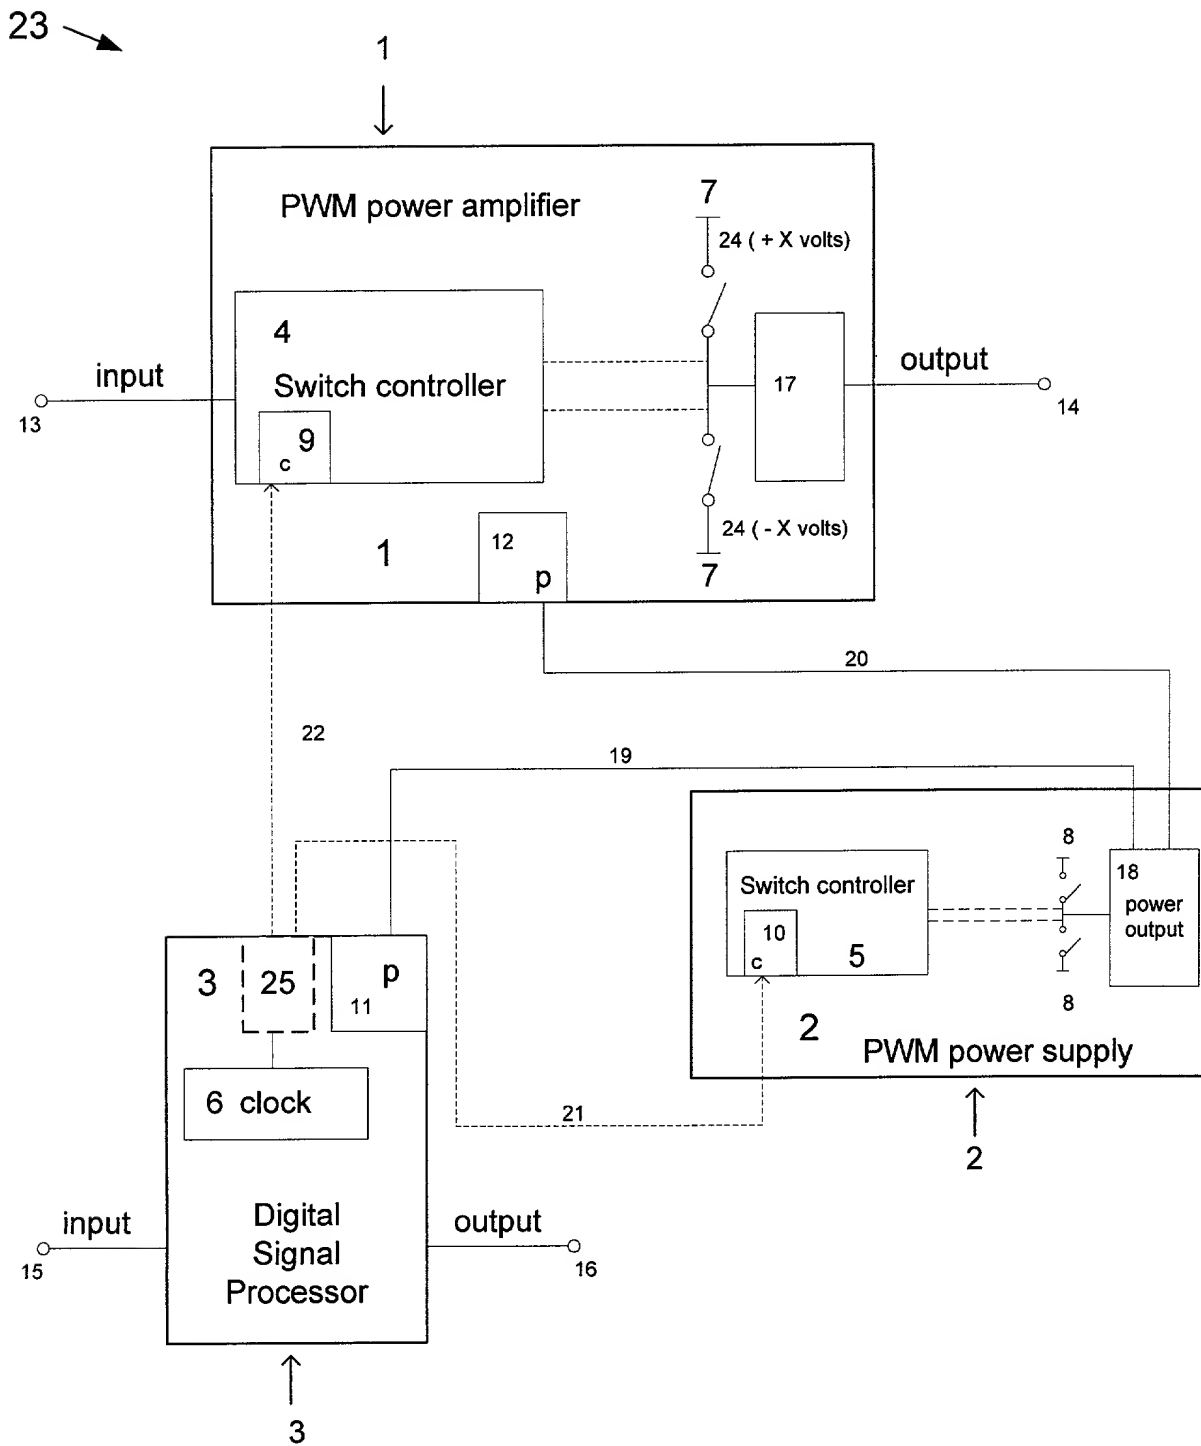 23
1
PWM power amplifier
7
24 ( + X volts)
4
Switch controller
input
output
17
13
14
9
c
24 ( - X volts)
12
p
1
7
20
22
19
8
Switch controller
18
power
output
10
c
5
3
25
p
11
8
2
PWM power supply
6 clock
21
2
input
output
Digital
Signal
Processor
15
16
3